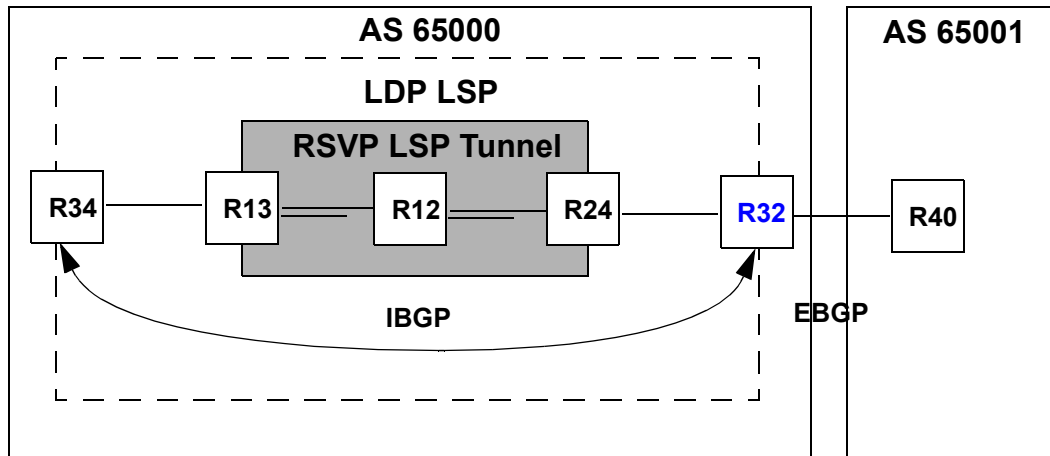 AS 65000
AS 65001
LDP LSP
RSVP LSP Tunnel
R34
R13
R12
R24
R32
R40
IBGP
EBGP